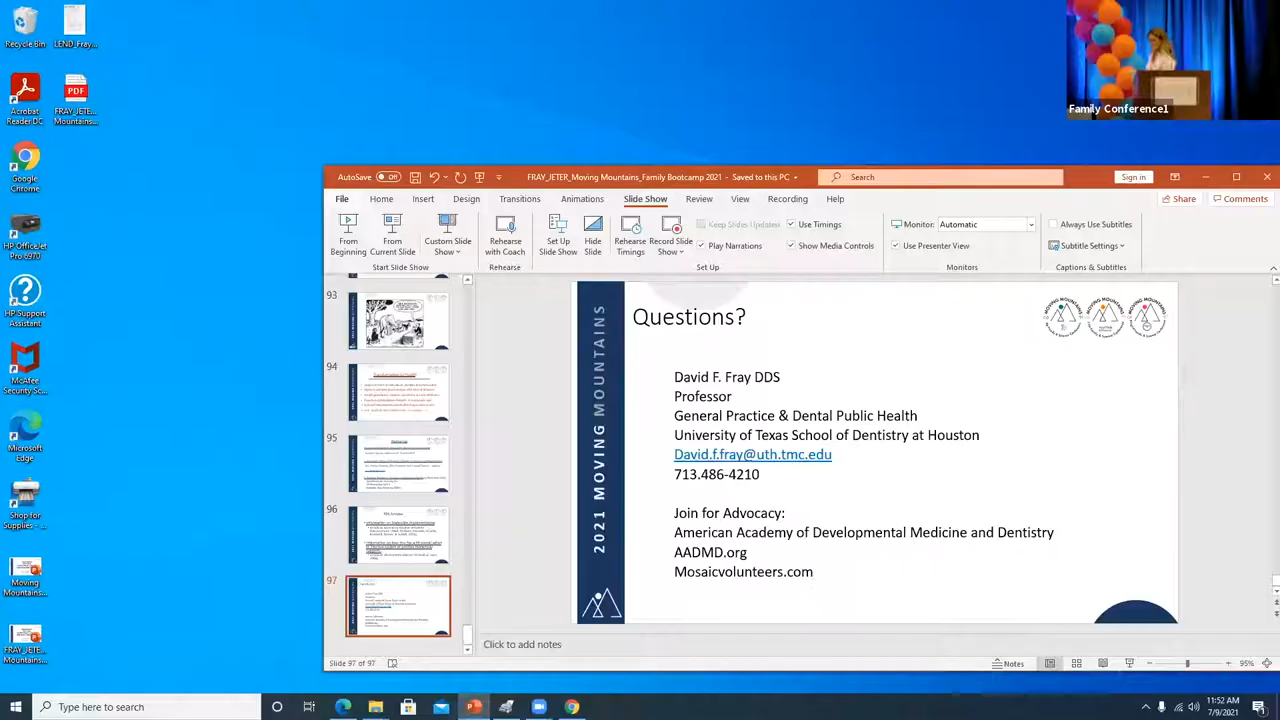 Recycle Bin
LEND_Fray...
Acrobat
Reader DC
PDF
FRAY_JETE...
Mountains...
Google
Chrome
HP OfficeJet
Pro 6970
HP Support
Assistant
McAfee
Security Sc...
Microsoft
Edge
Shop for
Supplies - ...
Moving
Mountains...
FRAY_JETE...
Mountains...
Family Conference1
AutoSave Off
FRAY_JETER_Moving Mountains_Family Bootcamp 2021 - Saved to this PC
Search
Sign in
File Home Insert Design Transitions Animations Slide Show Review View Recording Help
Share Comments
From
Beginning
From
Current Slide
Custom Slide
Show
Start Slide Show
Rehearse
with Coach
Rehearse
Set Up
Slide Show
Hide
Slide
Rehearse
Timings
Record Slide
Show
Keep Slides Updated
Play Narrations
Use Timings
Show Media Controls
Set Up
Monitor: Automatic
Use Presenter View
Monitors
Always Use Subtitles
Subtitle Settings
Captions & Subtitles
93
94
95
96
97
2021 MOVING MOUNTAINS
Questions?
David F. Fray DDS
Professor
General Practice & Dental Public Health
University of Texas School of Dentistry at Houston
David.f.fray@uth.tmc.edu
713-486-4210
Join for Advocacy:
American Academy of Developmental Medicine and Dentistry
AADMD.org
Mosaicvolunteers.com
Click to add notes
Slide 97 of 97
Notes
95%
Type here to search
11:52 AM
7/9/2021